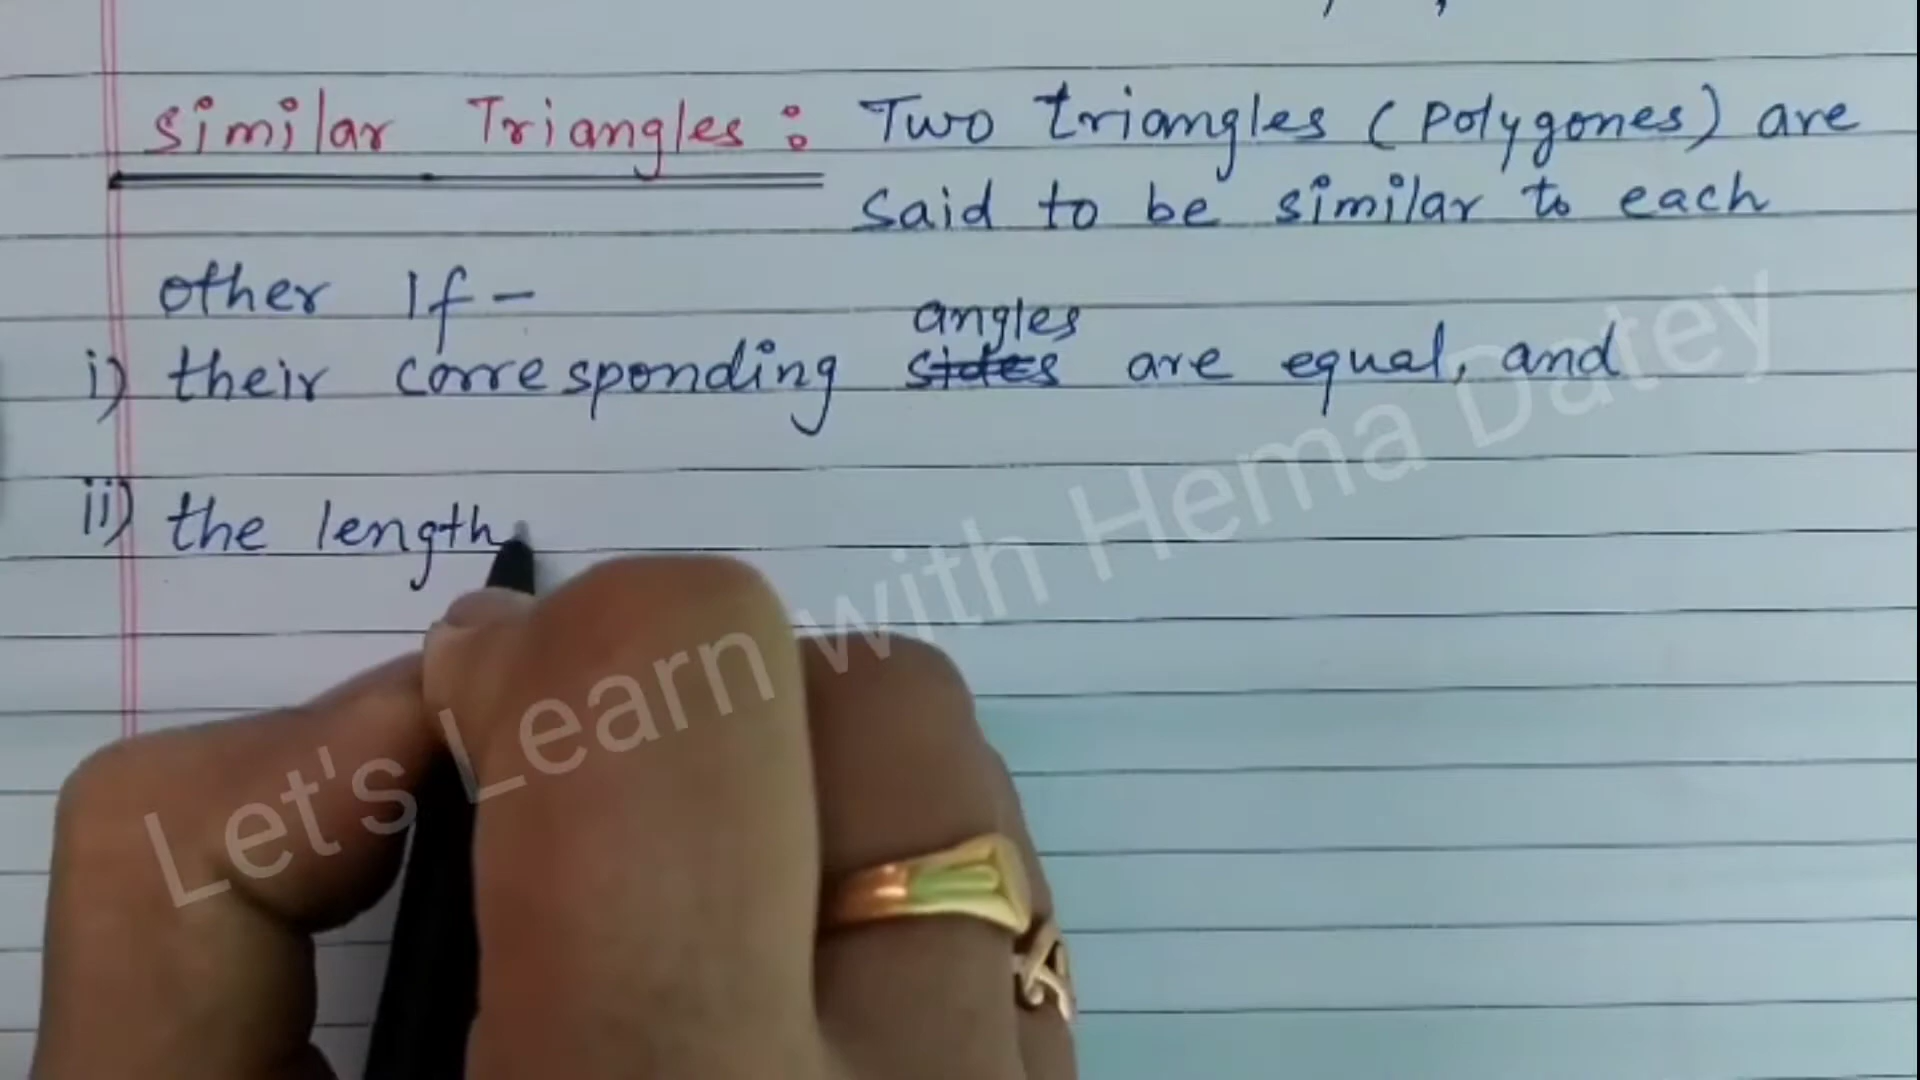 Similar Triangles : Two triangles (Polygones) are
said to be similar to each
other If -
angles
i) their corresponding sides are equal, and
ii) the length
Let's Learn with Hema Datey